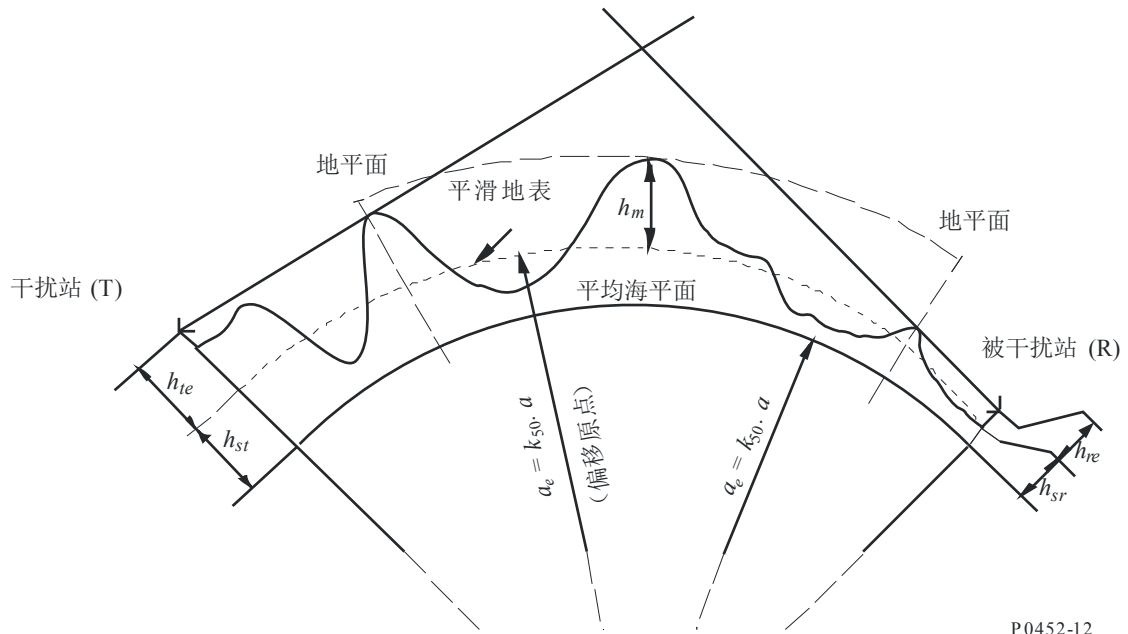 地平面
平滑地表
h_m
地平面
干扰站 (T)
平均海平面
被干扰站 (R)
h_te
h_st
a_e = k_50 · a
(偏移原点)
a_e = k_50 · a
h_re
h_sr
P0452-12